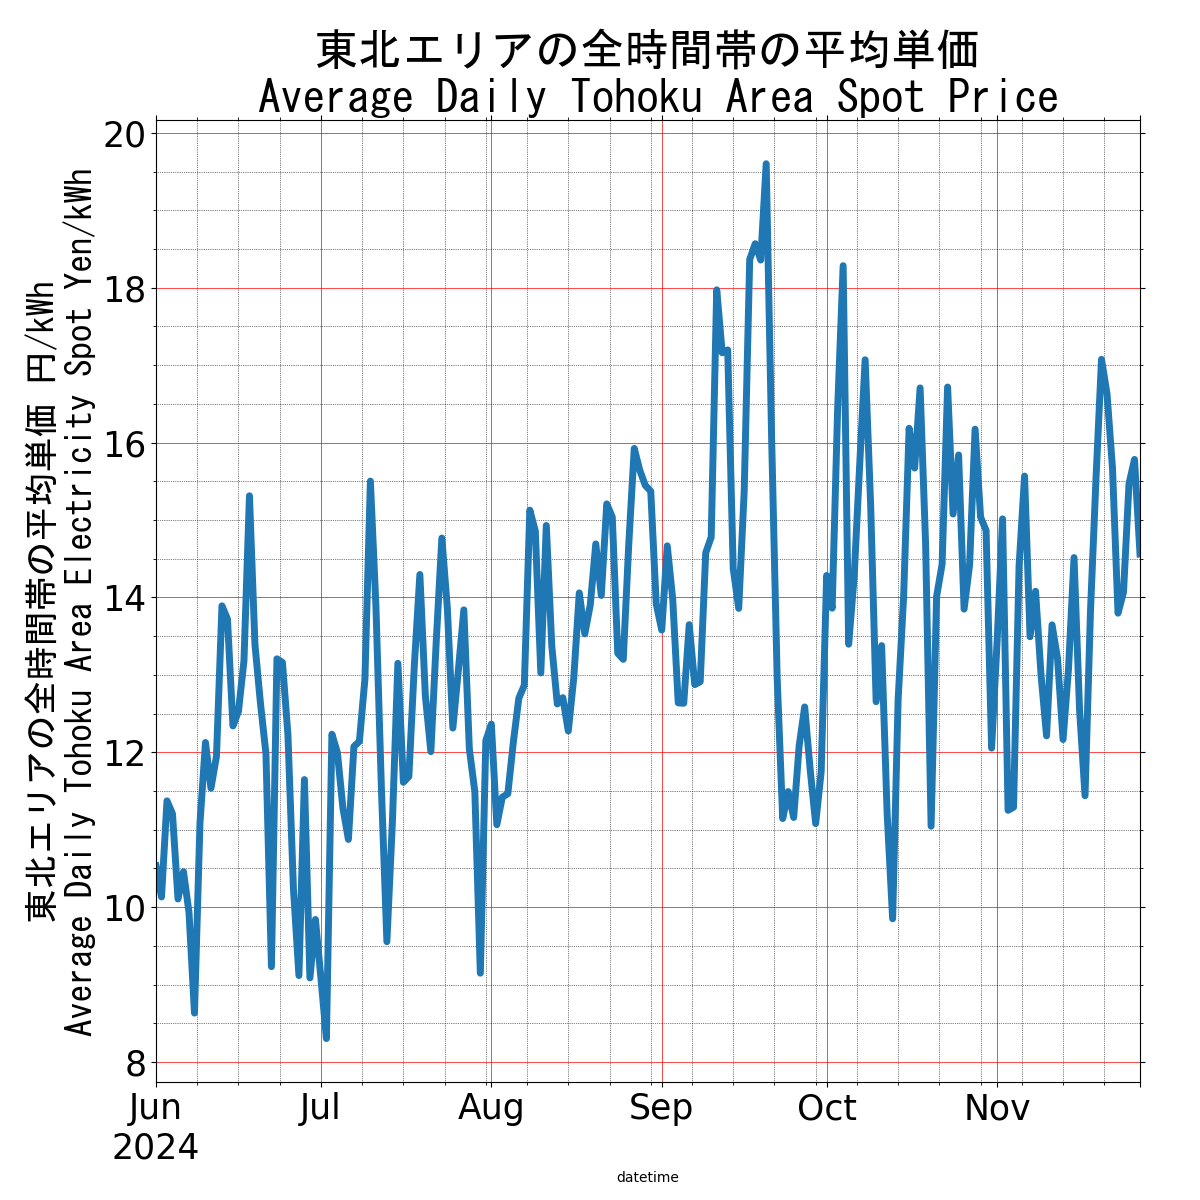 東北エリアの全時間帯の平均単価
Average Daily Tohoku Area Spot Price
東北エリアの全時間帯の平均単価 円/kWh
Average Daily Tohoku Area Electricity Spot Yen/kWh
20
18
16
14
12
10
8
Jun Jul Aug Sep Oct Nov
2024
datetime